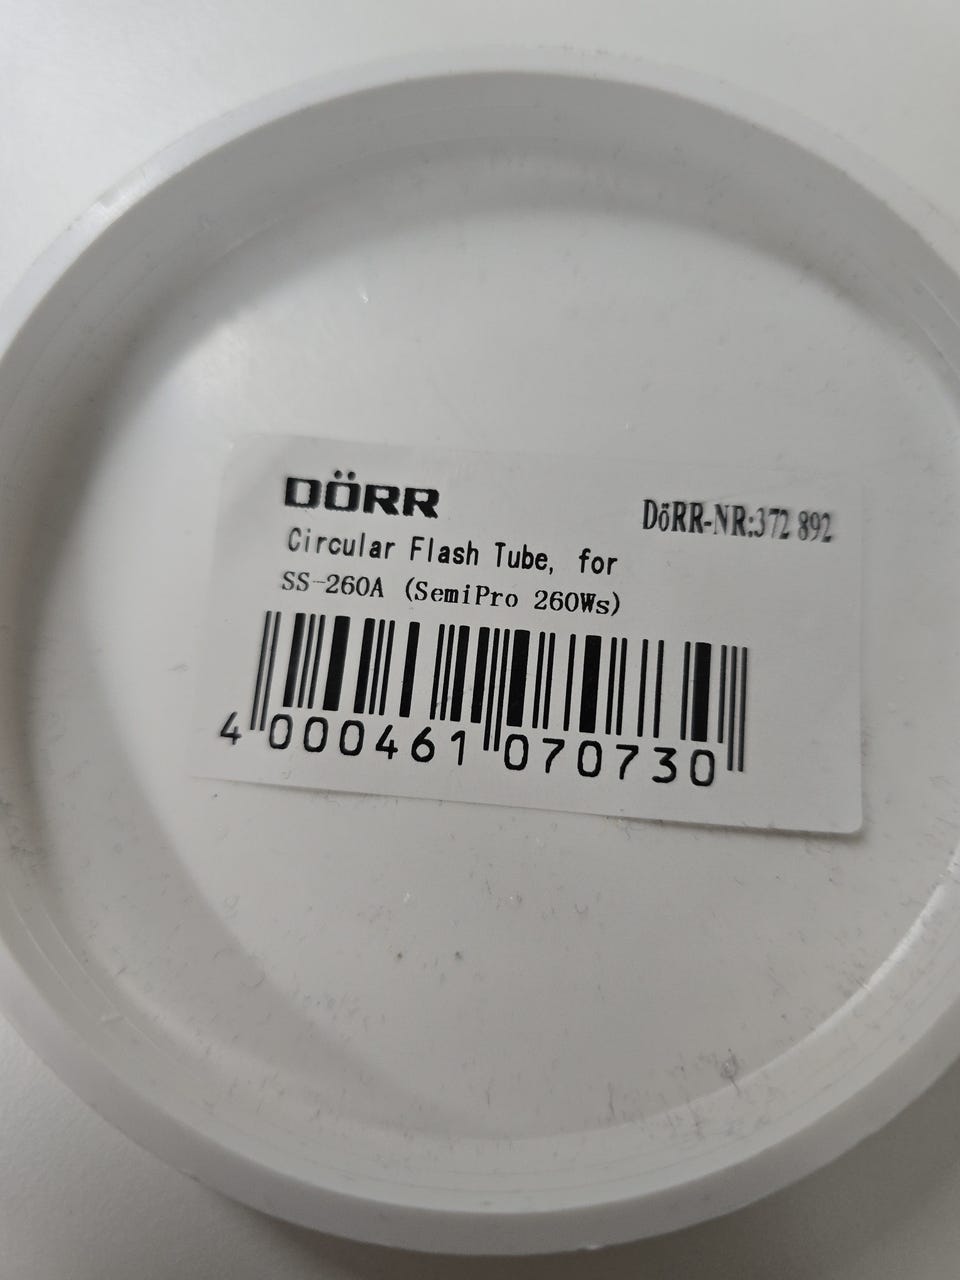 DÖRR
DöRR-NR:372 892
Circular Flash Tube, for
SS-260A (SemiPro 260Ws)
4 000461 070730